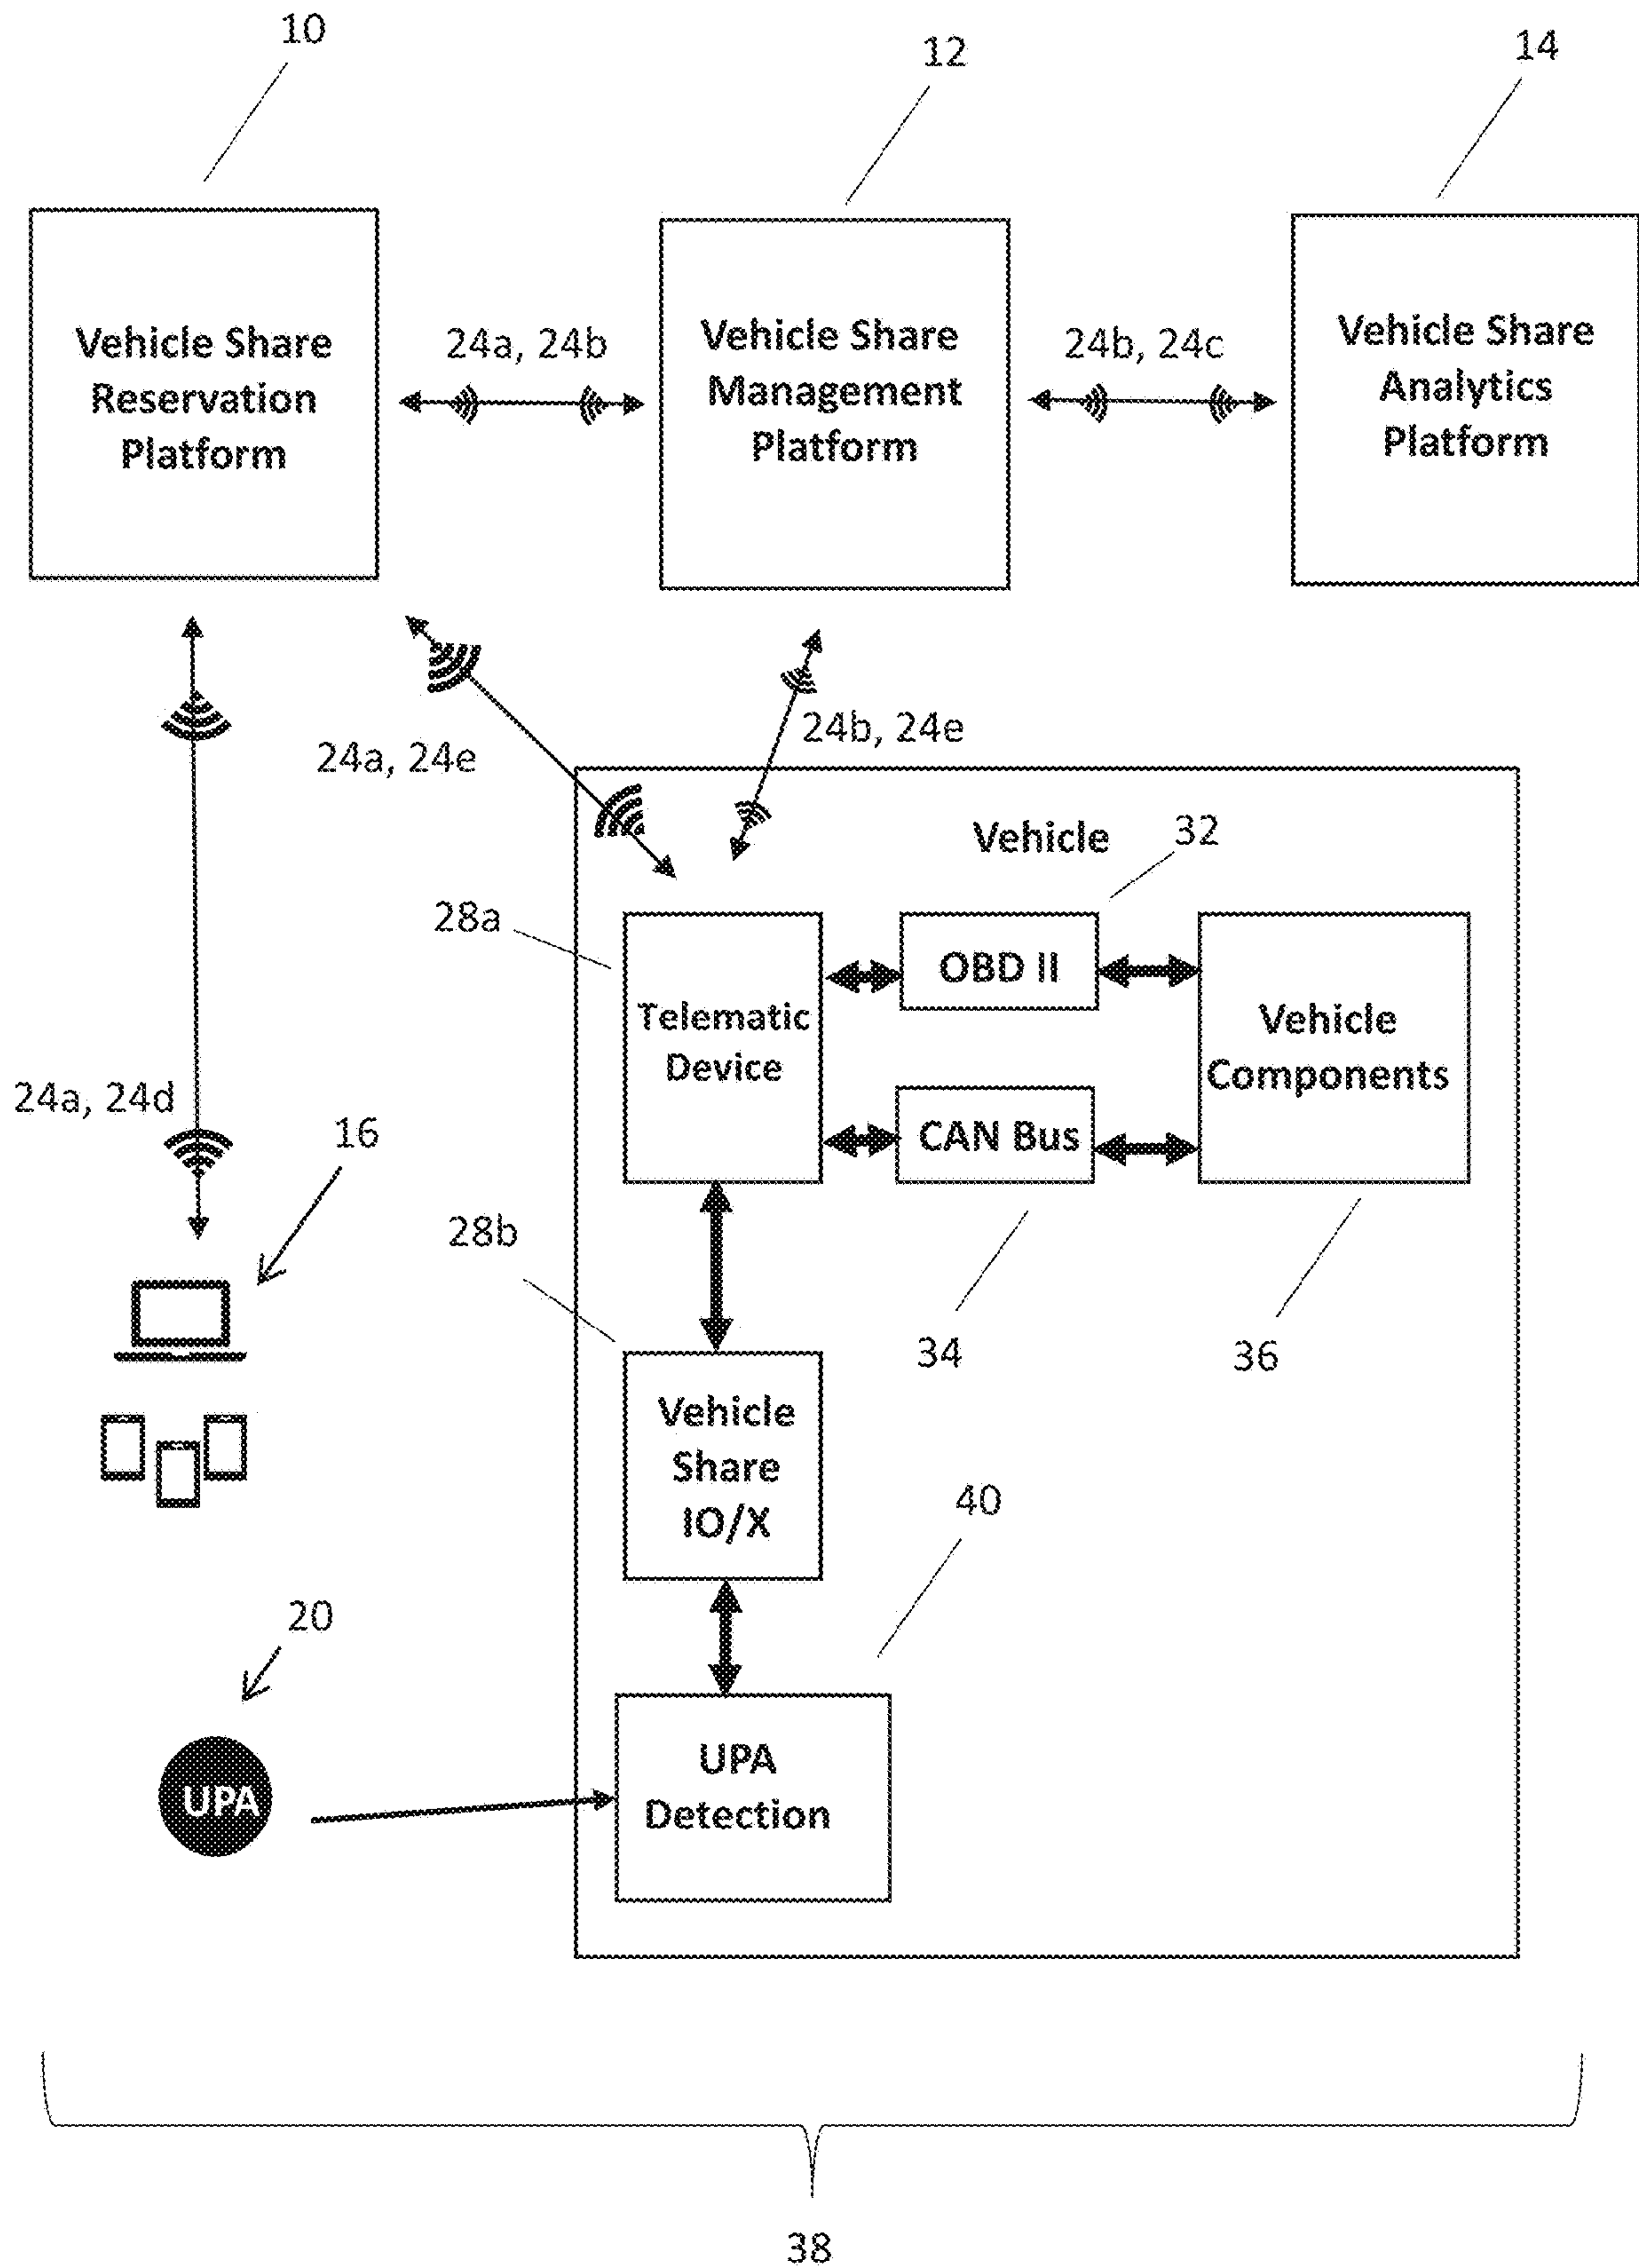 10
12
14
Vehicle Share
Reservation
Platform
24a, 24b
Vehicle Share
Management
Platform
24b, 24c
Vehicle Share
Analytics
Platform
24a, 24e
24b, 24e
Vehicle
32
28a
Telematic
Device
OBD II
Vehicle
Components
CAN Bus
24a, 24d
16
28b
34
36
Vehicle
Share
IO/X
40
20
UPA
UPA
Detection
38